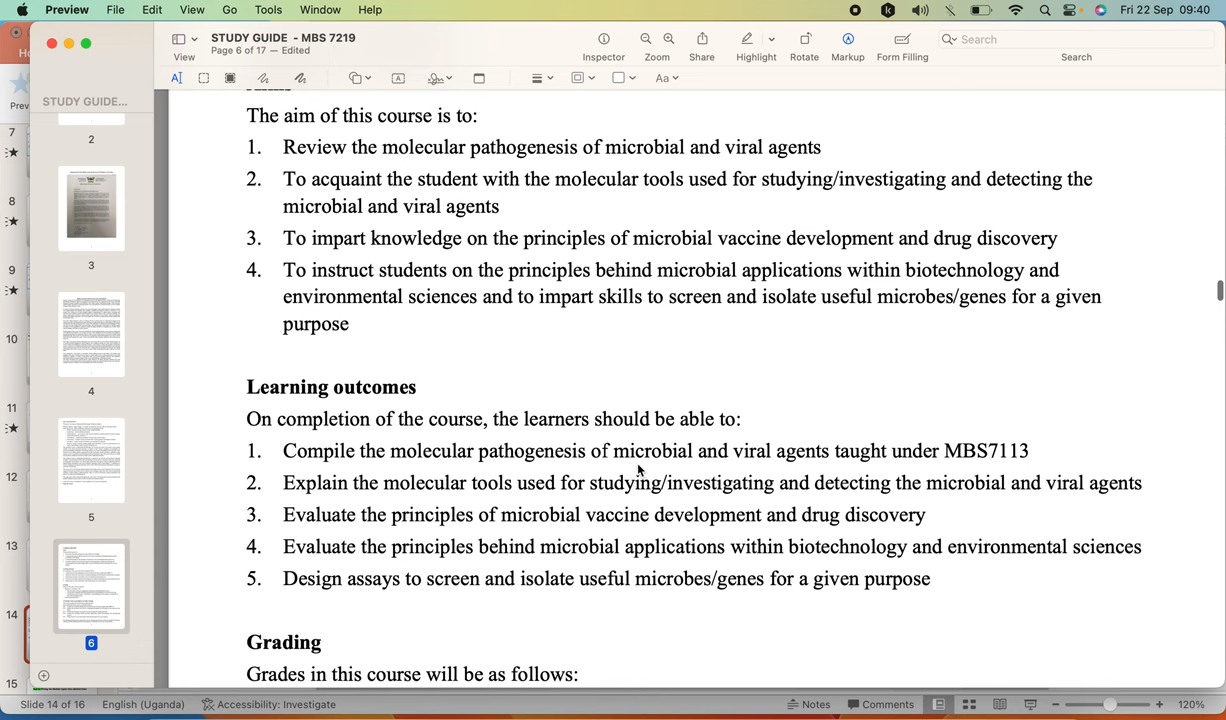 Preview File Edit View Go Tools Window Help Fri 22 Sep 09:40
STUDY GUIDE - MBS 7219
Page 6 of 17 — Edited
View Inspector Zoom Share Highlight Rotate Markup Form Filling Search
Search
Aa
STUDY GUIDE...
2
3
4
5
6
7
8
9
10
11
12
13
14
15
The aim of this course is to:
1. Review the molecular pathogenesis of microbial and viral agents
2. To acquaint the student with the molecular tools used for studying/investigating and detecting the
microbial and viral agents
3. To impart knowledge on the principles of microbial vaccine development and drug discovery
4. To instruct students on the principles behind microbial applications within biotechnology and
environmental sciences and to impart skills to screen and isolate useful microbes/genes for a given
purpose
Learning outcomes
On completion of the course, the learners should be able to:
1. Compile the molecular pathogenesis of microbial and viral agents taught under MBS7113
2. Explain the molecular tools used for studying/investigating and detecting the microbial and viral agents
3. Evaluate the principles of microbial vaccine development and drug discovery
4. Evaluate the principles behind microbial applications within biotechnology and environmental sciences
5. Design assays to screen and isolate useful microbes/genes for a given purpose
Grading
Grades in this course will be as follows:
Slide 14 of 16 English (Uganda) Accessibility: Investigate Notes Comments 120%